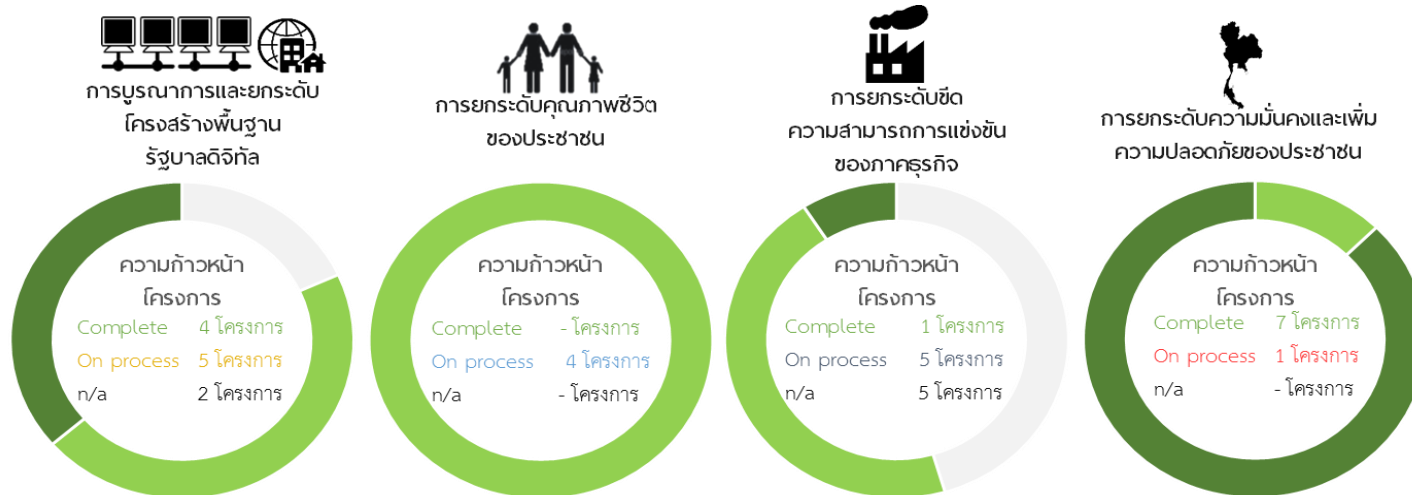 การบูรณาการและยกระดับ
โครงสร้างพื้นฐาน
รัฐบาลดิจิทัล
ความก้าวหน้า
โครงการ
Complete 4 โครงการ
On process 5 โครงการ
n/a 2 โครงการ
การยกระดับคุณภาพชีวิต
ของประชาชน
ความก้าวหน้า
โครงการ
Complete - โครงการ
On process 4 โครงการ
n/a - โครงการ
การยกระดับขีด
ความสามารถการแข่งขัน
ของภาคธุรกิจ
ความก้าวหน้า
โครงการ
Complete 1 โครงการ
On process 5 โครงการ
n/a 5 โครงการ
การยกระดับความมั่นคงและเพิ่ม
ความปลอดภัยของประชาชน
ความก้าวหน้า
โครงการ
Complete 7 โครงการ
On process 1 โครงการ
n/a - โครงการ